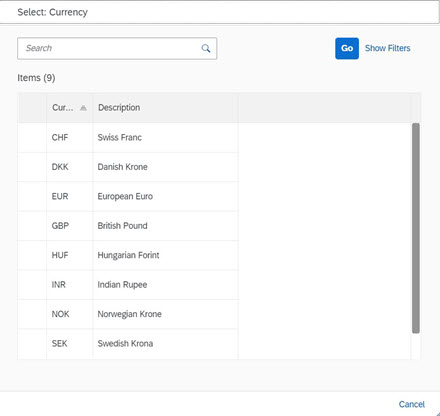 Select: Currency
Search
Go Show Filters
Items (9)
Cur... Description
CHF Swiss Franc
DKK Danish Krone
EUR European Euro
GBP British Pound
HUF Hungarian Forint
INR Indian Rupee
NOK Norwegian Krone
SEK Swedish Krona
Cancel